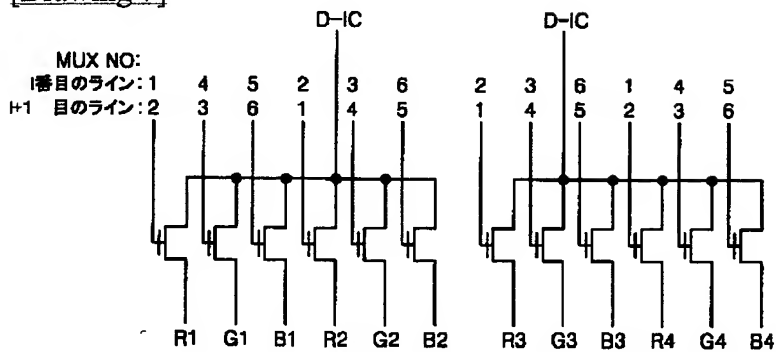 D-IC D-IC
MUX NO:
I番目のライン: 1 4 5 2 3 6 2 3 6 1 4 5
I+1 目のライン: 2 3 6 1 4 5 1 4 5 2 3 6
R1 G1 B1 R2 G2 B2 R3 G3 B3 R4 G4 B4